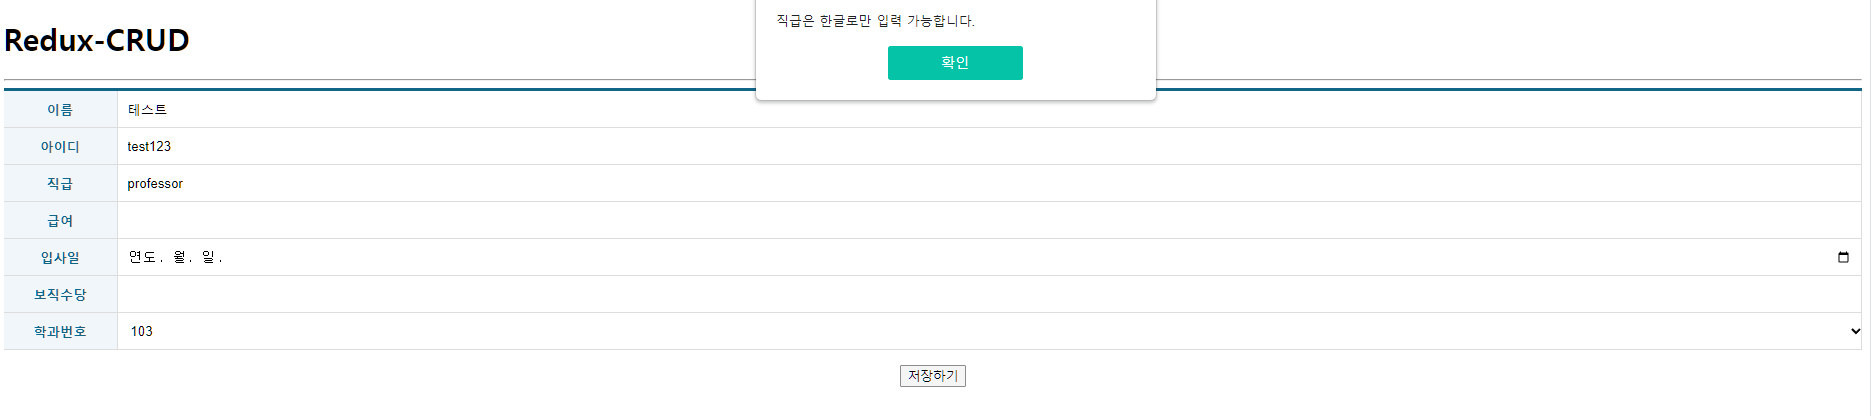 직급은 한글로만 입력 가능합니다.
확인
Redux-CRUD
이름 테스트
아이디 test123
직급 professor
급여
입사일 연도. 월. 일.
보직수당
학과번호 103
저장하기